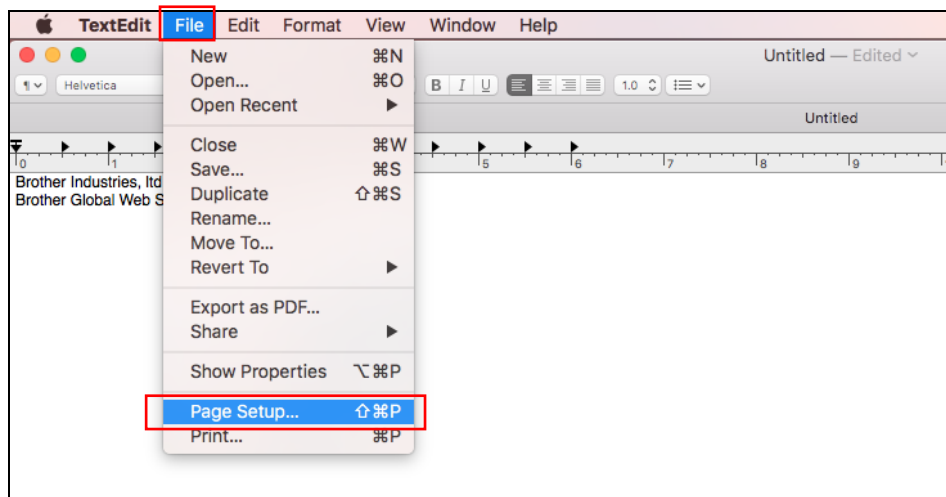 TextEdit File Edit Format View Window Help
Untitled — Edited
¶ Helvetica B I U 1.0
Untitled
0 1 5 6 7 8 9
Brother Industries, ltd
Brother Global Web S
New ⌘N
Open... ⌘O
Open Recent ▶
Close ⌘W
Save... ⌘S
Duplicate ⇧⌘S
Rename...
Move To...
Revert To ▶
Export as PDF...
Share ▶
Show Properties ⌥⌘P
Page Setup... ⇧⌘P
Print... ⌘P